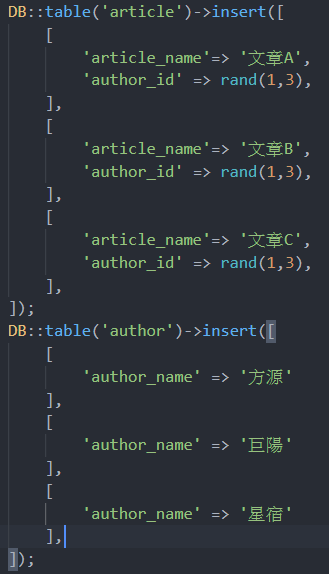 DB::table('article')->insert([
    [
        'article_name'=> '文章A',
        'author_id' => rand(1,3),
    ],
    [
        'article_name'=> '文章B',
        'author_id' => rand(1,3),
    ],
    [
        'article_name'=> '文章C',
        'author_id' => rand(1,3),
    ],
]);
DB::table('author')->insert([
    [
        'author_name' => '方源'
    ],
    [
        'author_name' => '巨陽'
    ],
    [
        'author_name' => '星宿'
    ],
]);